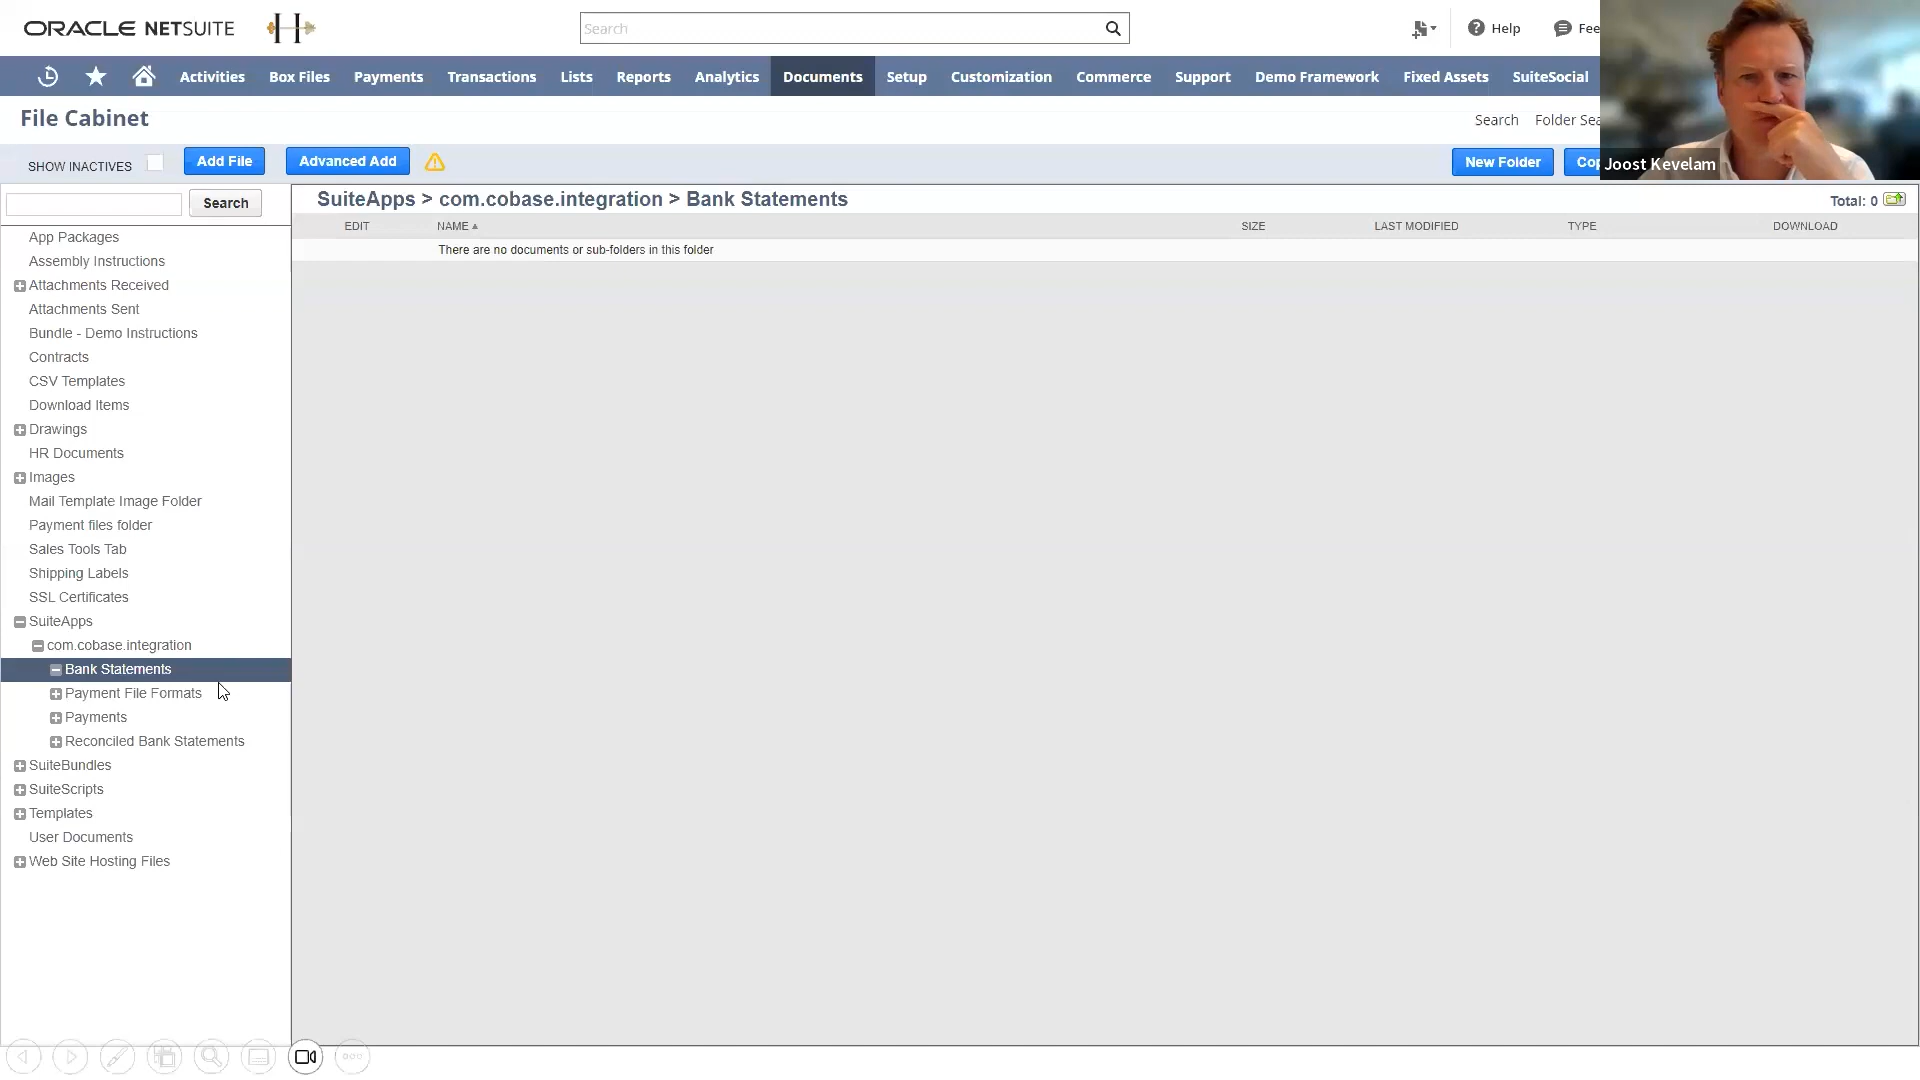 ORACLE NETSUITE H
Search
Help
Fee
Activities
Box Files
Payments
Transactions
Lists
Reports
Analytics
Documents
Setup
Customization
Commerce
Support
Demo Framework
Fixed Assets
SuiteSocial
File Cabinet
Search
Folder Sea
SHOW INACTIVES
Add File
Advanced Add
New Folder
Cop
Joost Kevelam
Search
SuiteApps > com.cobase.integration > Bank Statements
Total: 0
EDIT
NAME
SIZE
LAST MODIFIED
TYPE
DOWNLOAD
There are no documents or sub-folders in this folder
App Packages
Assembly Instructions
Attachments Received
Attachments Sent
Bundle - Demo Instructions
Contracts
CSV Templates
Download Items
Drawings
HR Documents
Images
Mail Template Image Folder
Payment files folder
Sales Tools Tab
Shipping Labels
SSL Certificates
SuiteApps
com.cobase.integration
Bank Statements
Payment File Formats
Payments
Reconciled Bank Statements
SuiteBundles
SuiteScripts
Templates
User Documents
Web Site Hosting Files